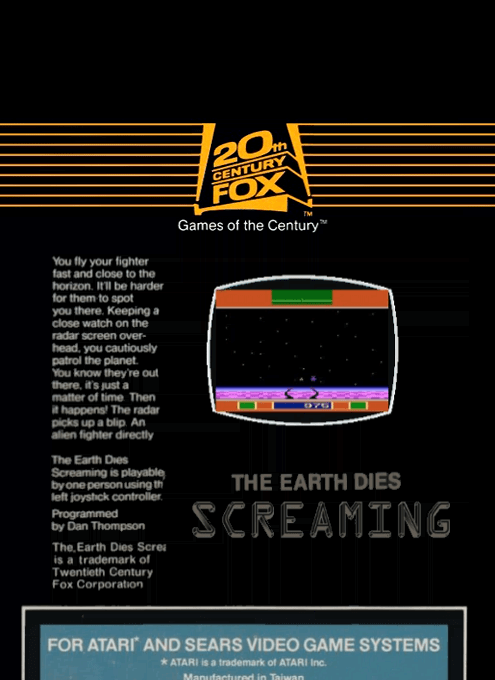 20th
CENTURY
FOX
TM
Games of the Century™
You fly your fighter
fast and close to the
horizon. It'll be harder
for them to spot
you there. Keeping a
close watch on the
radar screen over-
head, you cautiously
patrol the planet.
You know they're out
there, it's just a
matter of time. Then
it happens! The radar
picks up a blip. An
alien fighter directly
The Earth Dies
Screaming is playable
by one person using th
left joystick controller.
Programmed
by Dan Thompson
The Earth Dies Screa
is a trademark of
Twentieth Century
Fox Corporation
975
THE EARTH DIES
SCREAMING
FOR ATARI* AND SEARS VIDEO GAME SYSTEMS
* ATARI is a trademark of ATARI Inc.
Manufactured in Taiwan